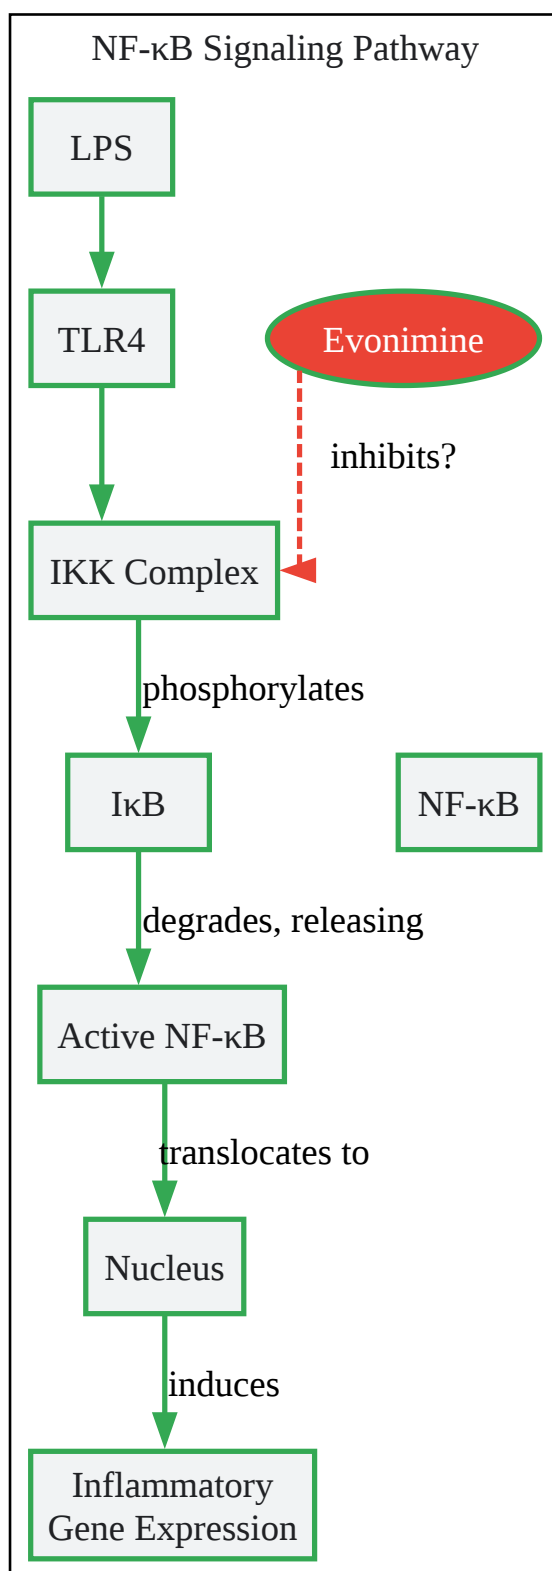 NF-κB Signaling Pathway
LPS
TLR4
Evonimine
inhibits?
IKK Complex
phosphorylates
IκB
NF-κB
degrades, releasing
Active NF-κB
translocates to
Nucleus
induces
Inflammatory
Gene Expression